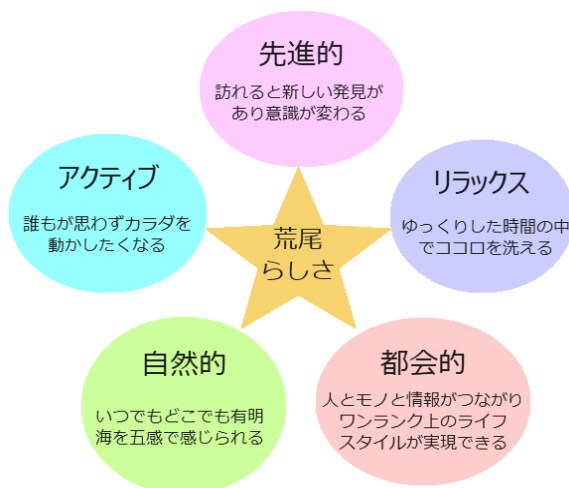 先進的
訪れると新しい発見が
あり意識が変わる
アクティブ
誰もが思わずカラダを
動かしたくなる
リラックス
ゆっくりした時間の中
でココロを洗える
荒尾
らしさ
自然的
いつでもどこでも有明
海を五感で感じられる
都会的
人とモノと情報がつながり
ワンランク上のライフ
スタイルが実現できる